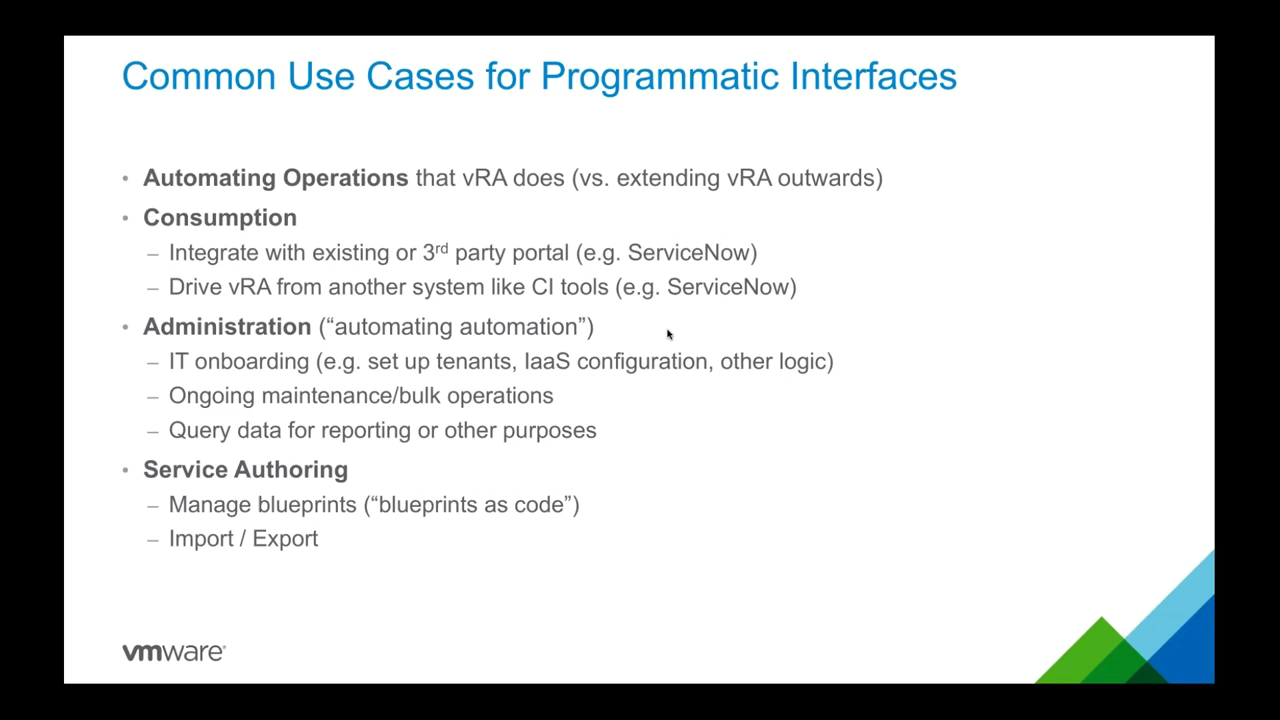 Common Use Cases for Programmatic Interfaces
• Automating Operations that vRA does (vs. extending vRA outwards)
• Consumption
– Integrate with existing or 3rd party portal (e.g. ServiceNow)
– Drive vRA from another system like CI tools (e.g. ServiceNow)
• Administration (“automating automation”)
– IT onboarding (e.g. set up tenants, IaaS configuration, other logic)
– Ongoing maintenance/bulk operations
– Query data for reporting or other purposes
• Service Authoring
– Manage blueprints (“blueprints as code”)
– Import / Export
vmware®